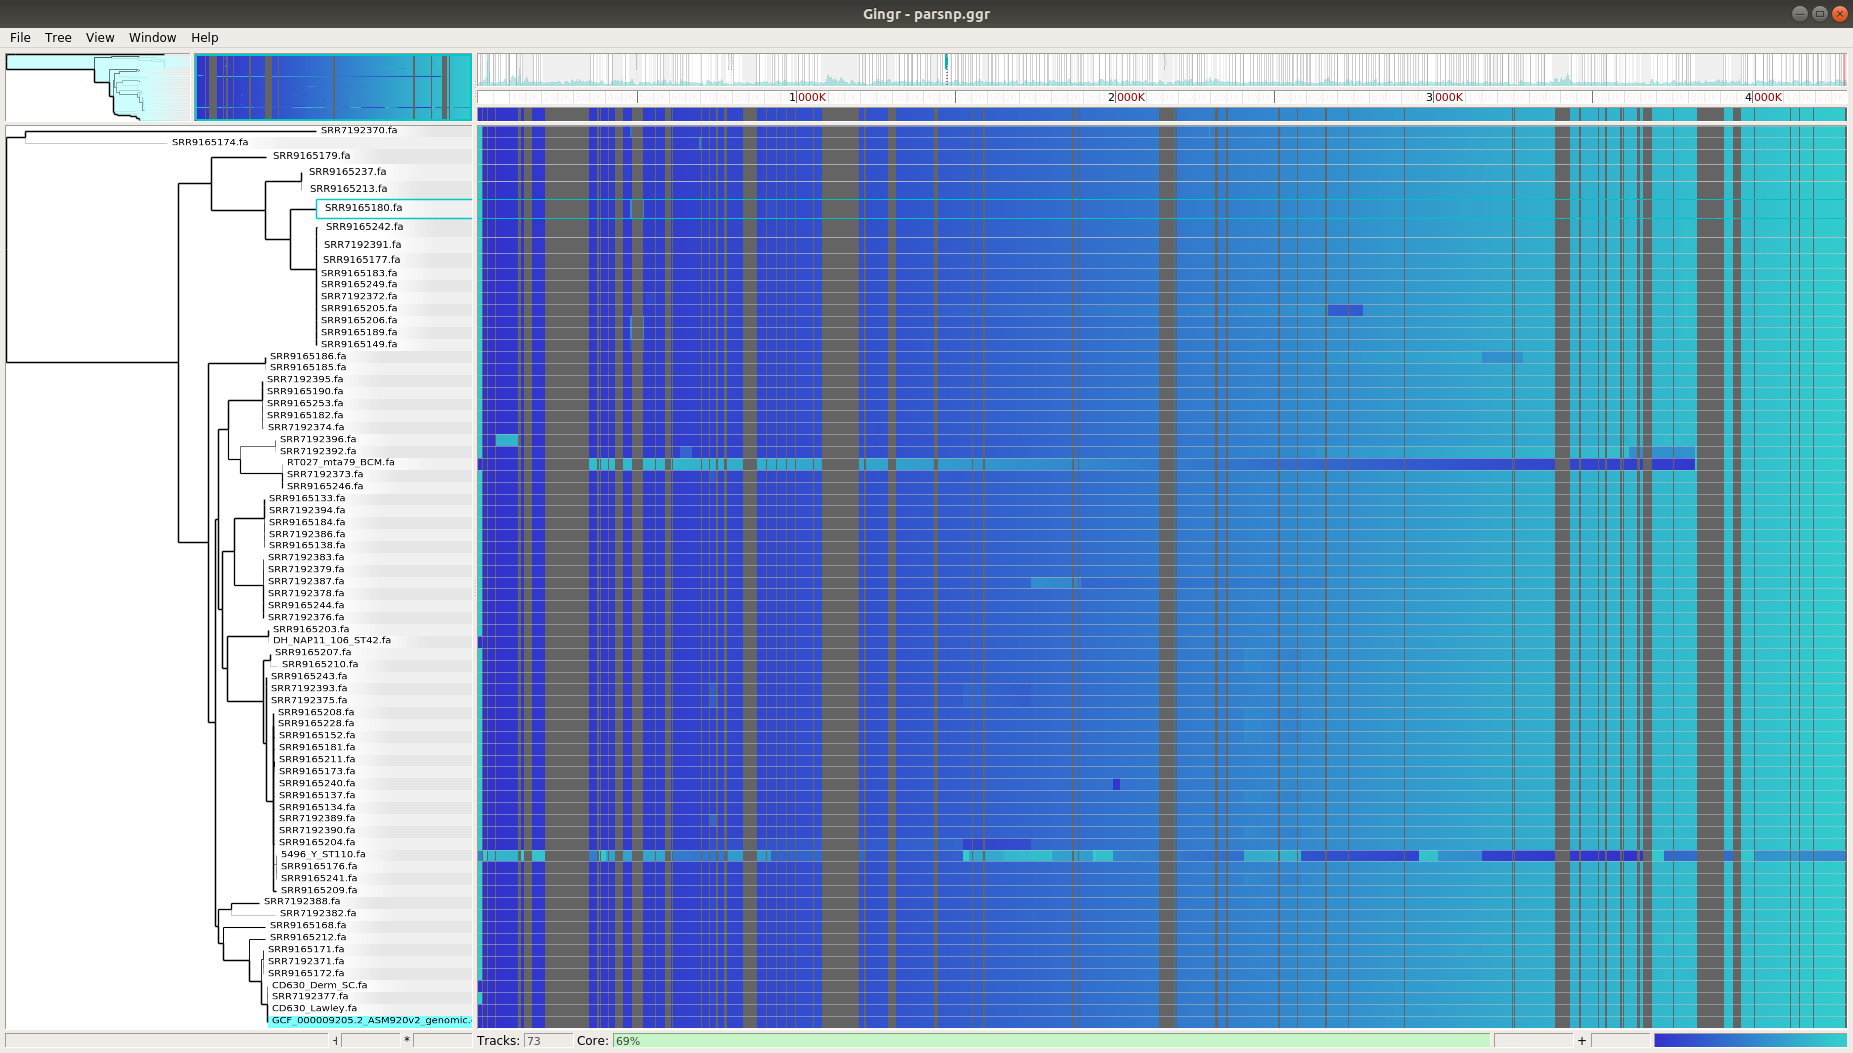 Gingr - parsnp.ggr
File Tree View Window Help
1,000K 2,000K 3,000K 4,000K
SRR7192370.fa
SRR9165174.fa
SRR9165179.fa
SRR9165237.fa
SRR9165213.fa
SRR9165180.fa
SRR9165242.fa
SRR7192391.fa
SRR9165177.fa
SRR9165183.fa
SRR9165249.fa
SRR7192372.fa
SRR9165205.fa
SRR9165206.fa
SRR9165189.fa
SRR9165149.fa
SRR9165186.fa
SRR9165185.fa
SRR7192395.fa
SRR9165190.fa
SRR9165253.fa
SRR9165182.fa
SRR7192374.fa
SRR7192396.fa
SRR7192392.fa
RT027_mta79_BCM.fa
SRR7192373.fa
SRR9165246.fa
SRR9165133.fa
SRR7192394.fa
SRR9165184.fa
SRR7192386.fa
SRR9165138.fa
SRR7192383.fa
SRR7192379.fa
SRR7192387.fa
SRR7192378.fa
SRR9165244.fa
SRR7192376.fa
SRR9165203.fa
DH_NAP11_106_ST42.fa
SRR9165207.fa
SRR9165210.fa
SRR9165243.fa
SRR7192393.fa
SRR7192375.fa
SRR9165208.fa
SRR9165228.fa
SRR9165152.fa
SRR9165181.fa
SRR9165211.fa
SRR9165173.fa
SRR9165240.fa
SRR9165137.fa
SRR9165134.fa
SRR7192389.fa
SRR7192390.fa
SRR9165204.fa
5496_Y_ST110.fa
SRR9165176.fa
SRR9165241.fa
SRR9165209.fa
SRR7192388.fa
SRR7192382.fa
SRR9165168.fa
SRR9165212.fa
SRR9165171.fa
SRR7192371.fa
SRR9165172.fa
CD630_Derm_SC.fa
SRR7192377.fa
CD630_Lawley.fa
GCF_000009205.2_ASM920v2_genomic.
* Tracks: 73 Core: 69% +